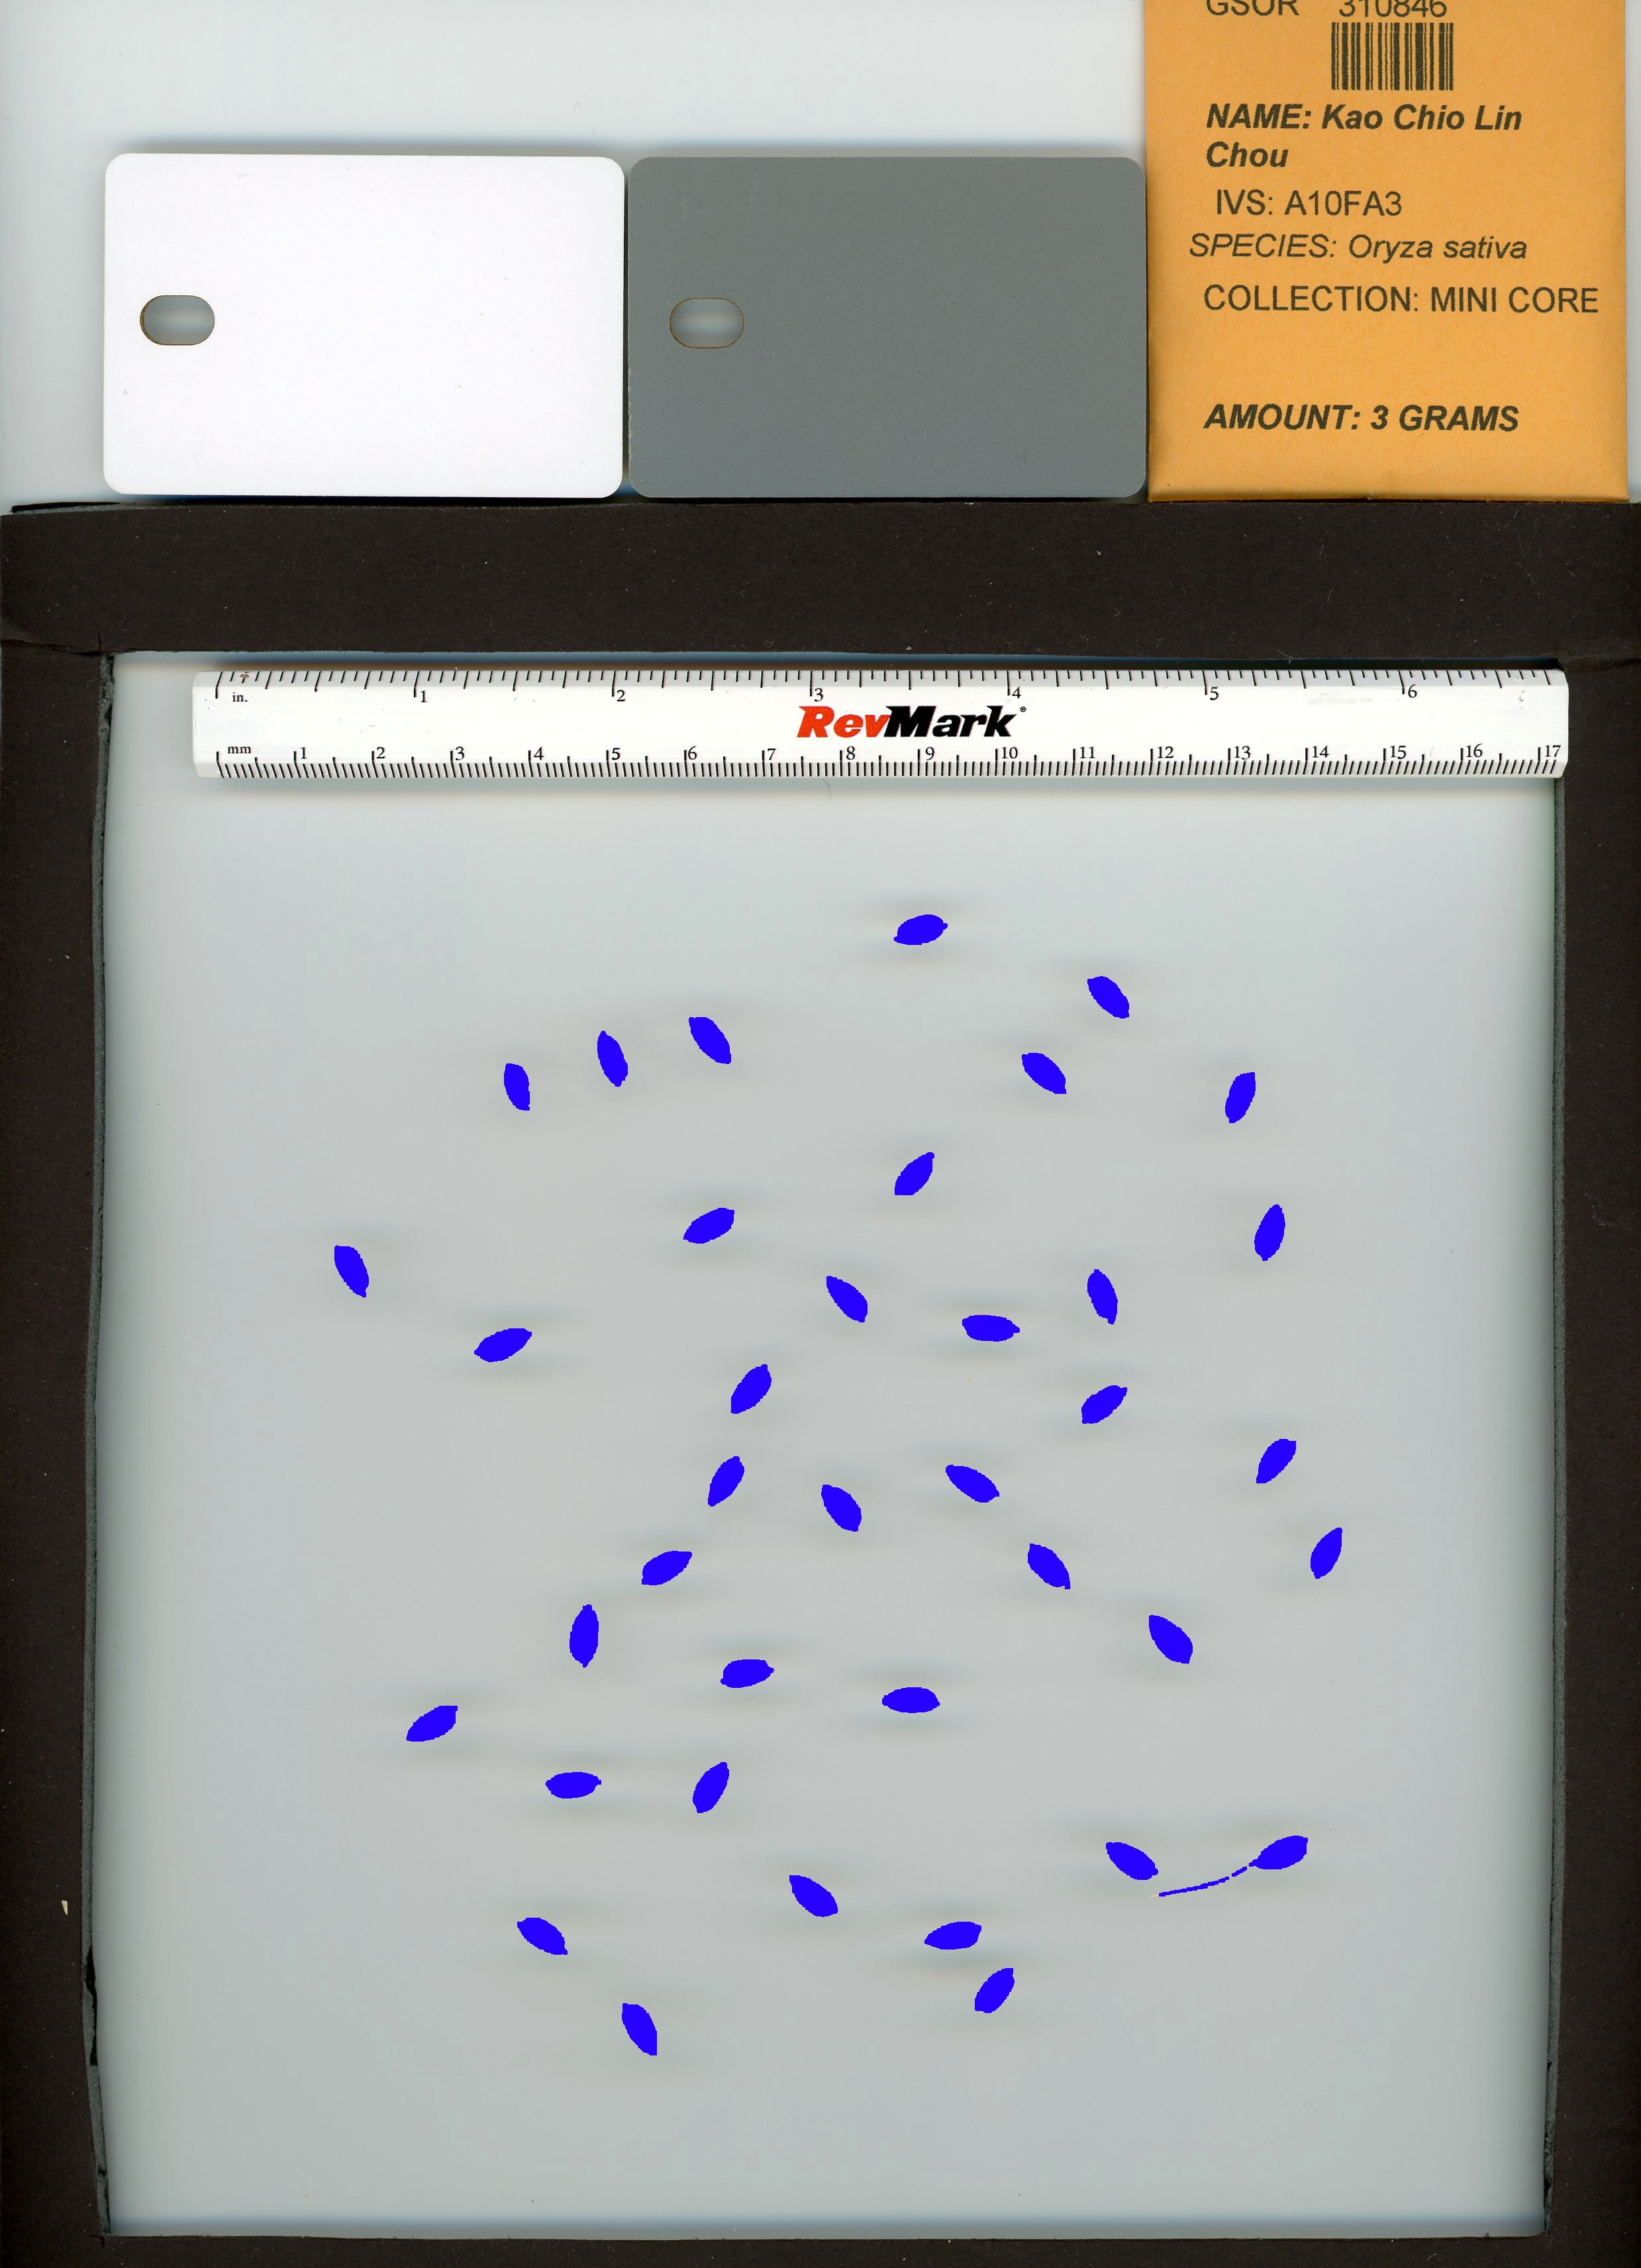 GSOR 310846
NAME: Kao Chio Lin
Chou
IVS: A10FA3
SPECIES: Oryza sativa
COLLECTION: MINI CORE
AMOUNT: 3 GRAMS
in. 1 2 3 4 5 6
RevMark®
mm 1 2 3 4 5 6 7 8 9 10 11 12 13 14 15 16 17